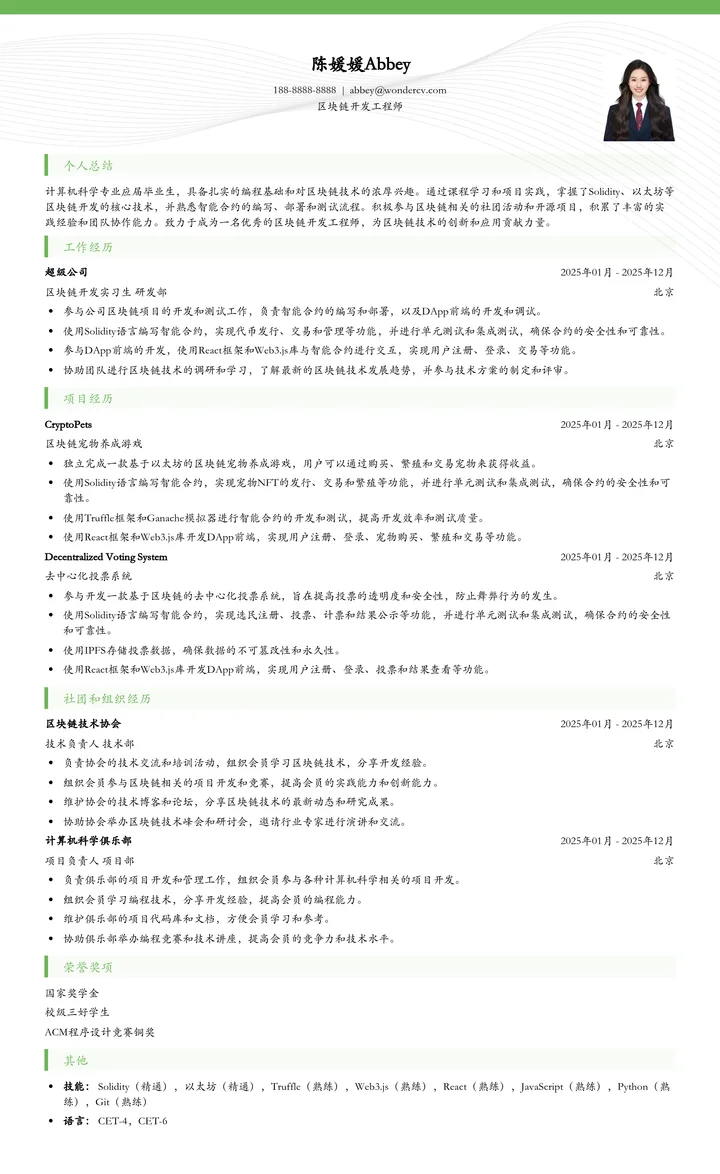 陈媛媛Abbey
188-8888-8888 | abbey@wondercv.com
区块链开发工程师
个人总结
计算机科学专业应届毕业生，具备扎实的编程基础和对区块链技术的浓厚兴趣。通过课程学习和项目实践，掌握了Solidity、以太坊等
区块链开发的核心技术，并熟悉智能合约的编写、部署和测试流程。积极参与区块链相关的社团活动和开源项目，积累了丰富的实
践经验和团队协作能力。致力于成为一名优秀的区块链开发工程师，为区块链技术的创新和应用贡献力量。
工作经历
超级公司 2025年01月 - 2025年12月
区块链开发实习生 研发部 北京
• 参与公司区块链项目的开发和测试工作，负责智能合约的编写和部署，以及DApp前端的开发和调试。
• 使用Solidity语言编写智能合约，实现代币发行、交易和管理等功能，并进行单元测试和集成测试，确保合约的安全性和可靠性。
• 参与DApp前端的开发，使用React框架和Web3.js库与智能合约进行交互，实现用户注册、登录、交易等功能。
• 协助团队进行区块链技术的调研和学习，了解最新的区块链技术发展趋势，并参与技术方案的制定和评审。
项目经历
CryptoPets 2025年01月 - 2025年12月
区块链宠物养成游戏 北京
• 独立完成一款基于以太坊的区块链宠物养成游戏，用户可以通过购买、繁殖和交易宠物来获得收益。
• 使用Solidity语言编写智能合约，实现宠物NFT的发行、交易和繁殖等功能，并进行单元测试和集成测试，确保合约的安全性和可
靠性。
• 使用Truffle框架和Ganache模拟器进行智能合约的开发和测试，提高开发效率和测试质量。
• 使用React框架和Web3.js库开发DApp前端，实现用户注册、登录、宠物购买、繁殖和交易等功能。
Decentralized Voting System 2025年01月 - 2025年12月
去中心化投票系统 北京
• 参与开发一款基于区块链的去中心化投票系统，旨在提高投票的透明度和安全性，防止舞弊行为的发生。
• 使用Solidity语言编写智能合约，实现选民注册、投票、计票和结果公示等功能，并进行单元测试和集成测试，确保合约的安全性
和可靠性。
• 使用IPFS存储投票数据，确保数据的不可篡改性和永久性。
• 使用React框架和Web3.js库开发DApp前端，实现用户注册、登录、投票和结果查看等功能。
社团和组织经历
区块链技术协会 2025年01月 - 2025年12月
技术负责人 技术部 北京
• 负责协会的技术交流和培训活动，组织会员学习区块链技术，分享开发经验。
• 组织会员参与区块链相关的项目开发和竞赛，提高会员的实践能力和创新能力。
• 维护协会的技术博客和论坛，分享区块链技术的最新动态和研究成果。
• 协助协会举办区块链技术峰会和研讨会，邀请行业专家进行演讲和交流。
计算机科学俱乐部 2025年01月 - 2025年12月
项目负责人 项目部 北京
• 负责俱乐部的项目开发和管理工作，组织会员参与各种计算机科学相关的项目开发。
• 组织会员学习编程技术，分享开发经验，提高会员的编程能力。
• 维护俱乐部的项目代码库和文档，方便会员学习和参考。
• 协助俱乐部举办编程竞赛和技术讲座，提高会员的竞争力和技术水平。
荣誉奖项
国家奖学金
校级三好学生
ACM程序设计竞赛铜奖
其他
• 技能： Solidity（精通），以太坊（精通），Truffle（熟练），Web3.js（熟练），React（熟练），JavaScript（熟练），Python（熟
练），Git（熟练）
• 语言： CET-4，CET-6